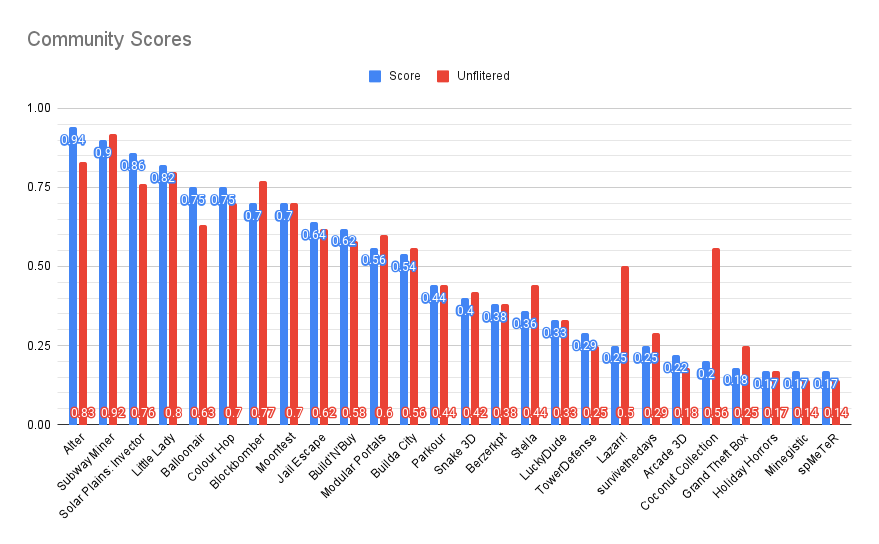 Community Scores
Score Unflitered
1.00
0.75
0.50
0.25
0.00
0.94 0.9 0.86 0.82 0.75 0.75 0.7 0.7 0.64 0.62 0.56 0.54 0.44 0.4 0.38 0.36 0.33 0.29 0.25 0.25 0.22 0.2 0.18 0.17 0.17 0.17
0.83 0.92 0.76 0.8 0.63 0.7 0.77 0.7 0.62 0.58 0.6 0.56 0.44 0.42 0.38 0.44 0.33 0.25 0.5 0.29 0.18 0.56 0.25 0.17 0.14 0.14
Alter
Subway Miner
Solar Plains: Invector
Little Lady
Balloonair
Colour Hop
Blockbomber
Moontest
Jail Escape
Build'N'Buy
Modular Portals
Builda City
Parkour
Snake 3D
Berzerkpt
Stella
LuckyDude
TowerDefense
Lazarr!
survivethedays
Arcade 3D
Coconut Collection
Grand Theft Box
Holiday Horrors
Minegistic
spMeTeR